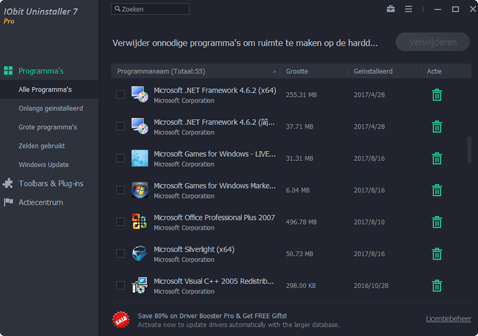 IObit Uninstaller 7
Pro
Zoeken
Verwijder onnodige programma's om ruimte te maken op de hardd...
Verwijderen
Programma's
Alle Programma's
Onlangs geïnstalleerd
Grote programma's
Zelden gebruikt
Windows Update
Toolbars & Plug-ins
Actiecentrum
Programmanaam (Totaal:55) Grootte Geïnstalleerd Actie
Microsoft .NET Framework 4.6.2 (x64)
Microsoft Corporation
255.31 MB 2017/4/28
Microsoft .NET Framework 4.6.2 (简...
Microsoft Corporation
37.71 MB 2017/4/28
Microsoft Games for Windows - LIVE...
Microsoft Corporation
31.31 MB 2017/8/16
Microsoft Games for Windows Marke...
Microsoft Corporation
6.04 MB 2017/8/16
Microsoft Office Professional Plus 2007
Microsoft Corporation
496.78 MB 2017/8/10
Microsoft Silverlight (x64)
Microsoft Corporation
50.73 MB 2017/8/16
Microsoft Visual C++ 2005 Redistrib...
Microsoft Corporation
298.00 KB 2016/10/28
SALE
Save 80% on Driver Booster Pro & Get FREE Gifts!
Activate now to update drivers automatically with the larger database.
Licentiebeheer